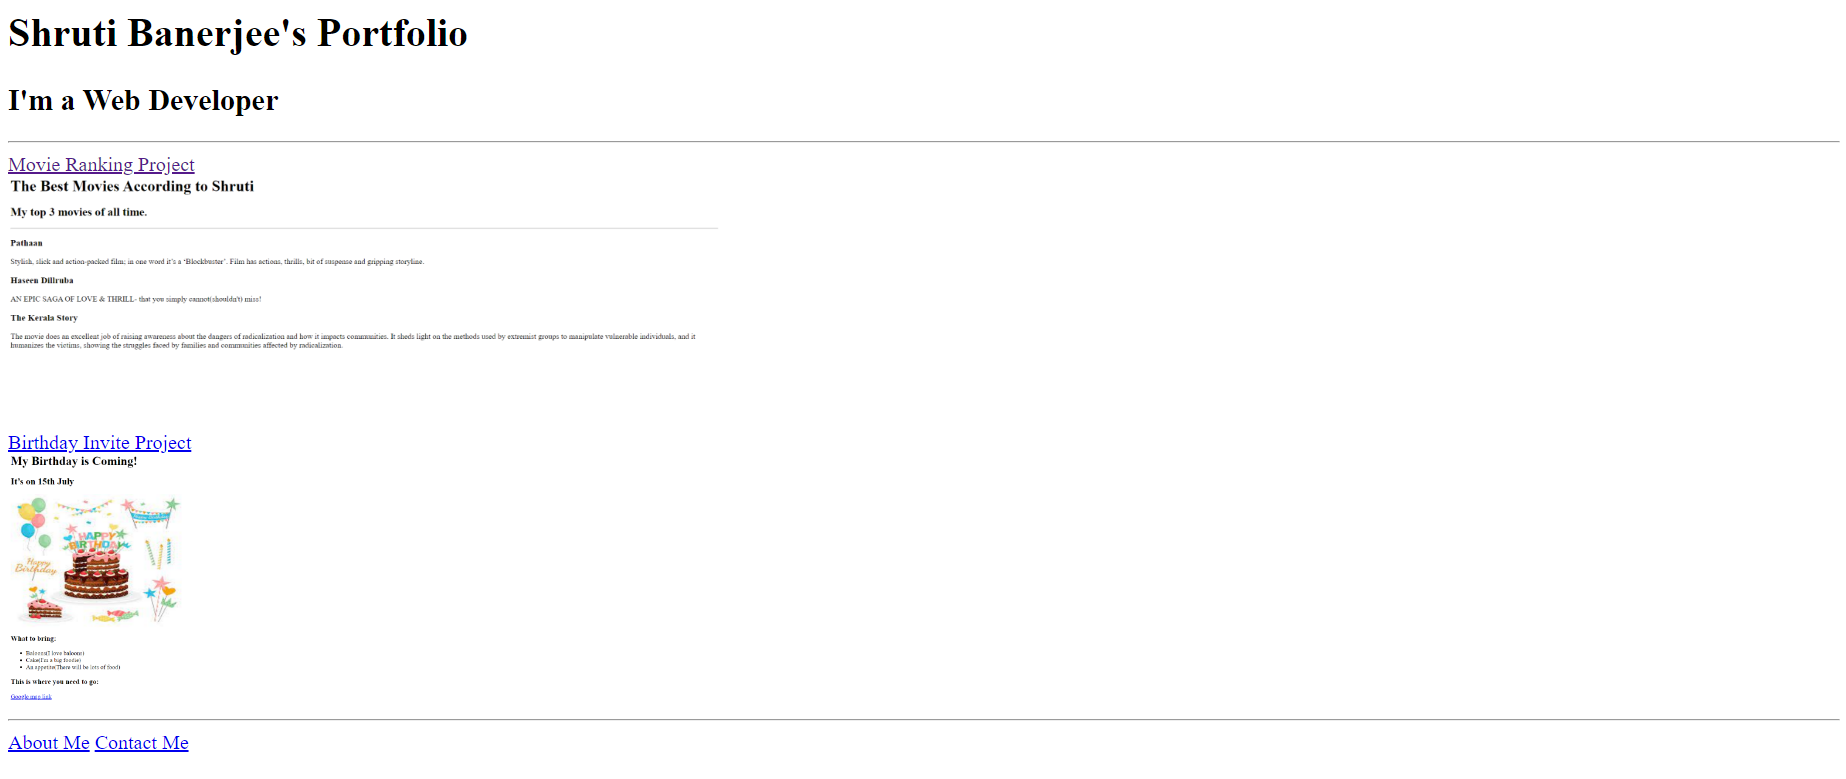 Shruti Banerjee's Portfolio
I'm a Web Developer
Movie Ranking Project
The Best Movies According to Shruti
My top 3 movies of all time.
Pathaan
Stylish, slick and action-packed film; in one word it's a 'Blockbuster'. Film has actions, thrills, bit of suspense and gripping storyline.
Haseen Dillruba
AN EPIC SAGA OF LOVE & THRILL- that you simply cannot(shouldn't) miss!
The Kerala Story
The movie does an excellent job of raising awareness about the dangers of radicalization and how it impacts communities. It sheds light on the methods used by extremist groups to manipulate vulnerable individuals, and it
humanizes the victims, showing the struggles faced by families and communities affected by radicalization.
Birthday Invite Project
My Birthday is Coming!
It's on 15th July
HAPPY
BIRTHDAY
Happy
Birthday
What to bring:
Baloons(I love baloons)
Cake(I'm a big foodie)
An appetite(There will be lots of food)
This is where you need to go:
Google map link
About Me Contact Me